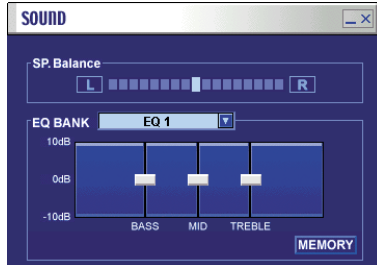 SOUND
SP. Balance
L R
EQ BANK EQ 1
10dB
0dB
-10dB
BASS MID TREBLE
MEMORY